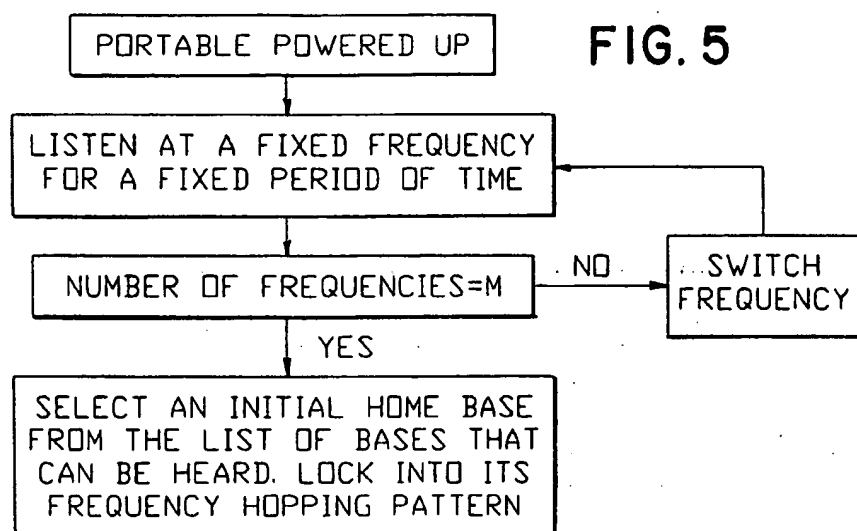 PORTABLE POWERED UP
FIG. 5
LISTEN AT A FIXED FREQUENCY
FOR A FIXED PERIOD OF TIME
NUMBER OF FREQUENCIES=M
NO
SWITCH
FREQUENCY
YES
SELECT AN INITIAL HOME BASE
FROM THE LIST OF BASES THAT
CAN BE HEARD. LOCK INTO ITS
FREQUENCY HOPPING PATTERN